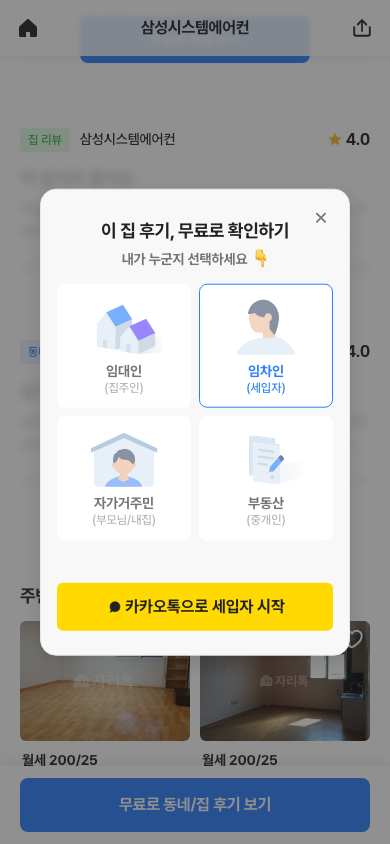 삼성시스템에어컨
집 리뷰
삼성시스템에어컨
4.0
이 집 후기, 무료로 확인하기
내가 누군지 선택하세요 👇
임대인
(집주인)
임차인
(세입자)
4.0
자가거주민
(부모님/내집)
부동산
(중개인)
카카오톡으로 세입자 시작
자리톡
자리톡
월세 200/25
월세 200/25
무료로 동네/집 후기 보기